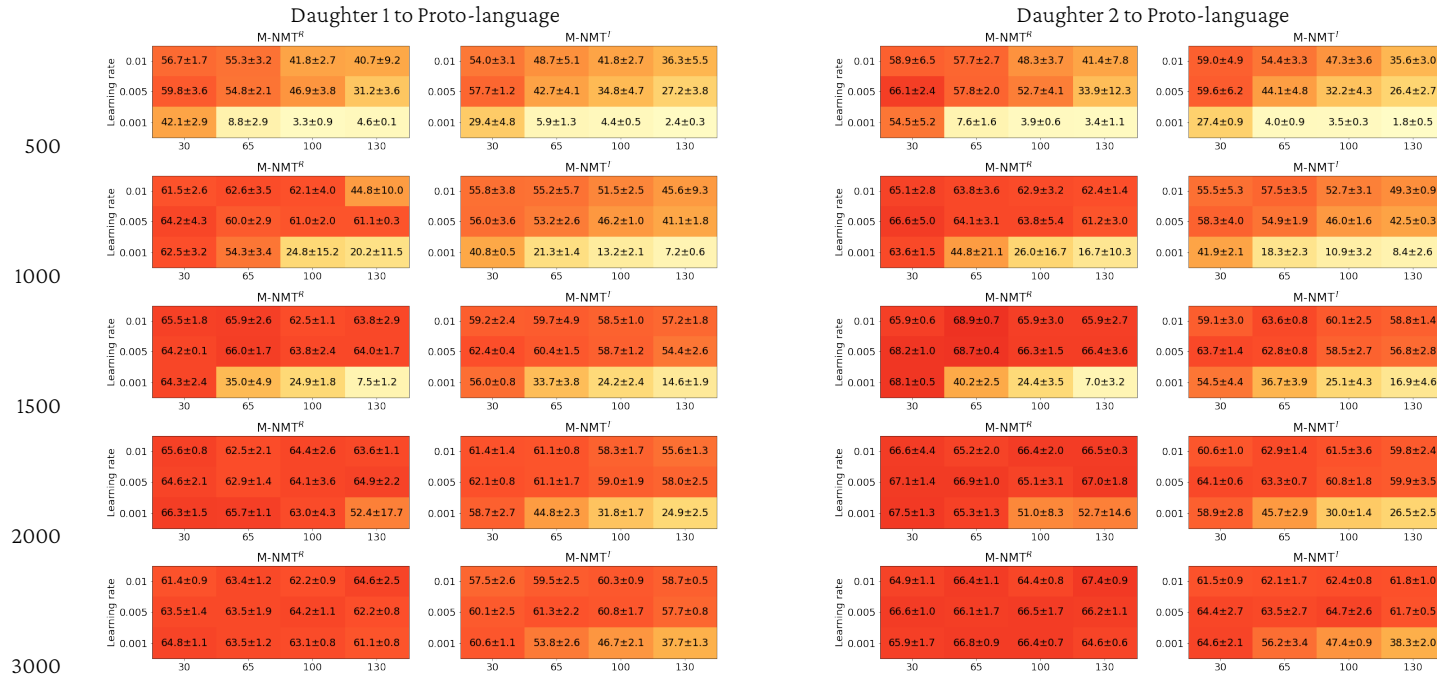 Daughter 1 to Proto-language Daughter 2 to Proto-language
M-NMT^R M-NMT^I M-NMT^R M-NMT^I
0.01 56.7±1.7 55.3±3.2 41.8±2.7 40.7±9.2 0.01 54.0±3.1 48.7±5.1 41.8±2.7 36.3±5.5 0.01 58.9±6.5 57.7±2.7 48.3±3.7 41.4±7.8 0.01 59.0±4.9 54.4±3.3 47.3±3.6 35.6±3.0
Learning rate 0.005 59.8±3.6 54.8±2.1 46.9±3.8 31.2±3.6 0.005 57.7±1.2 42.7±4.1 34.8±4.7 27.2±3.8 Learning rate 0.005 66.1±2.4 57.8±2.0 52.7±4.1 33.9±12.3 0.005 59.6±6.2 44.1±4.8 32.2±4.3 26.4±2.7
0.001 42.1±2.9 8.8±2.9 3.3±0.9 4.6±0.1 0.001 29.4±4.8 5.9±1.3 4.4±0.5 2.4±0.3 0.001 54.5±5.2 7.6±1.6 3.9±0.6 3.4±1.1 0.001 27.4±0.9 4.0±0.9 3.5±0.3 1.8±0.5
500 30 65 100 130 30 65 100 130 30 65 100 130 30 65 100 130
M-NMT^R M-NMT^I M-NMT^R M-NMT^I
0.01 61.5±2.6 62.6±3.5 62.1±4.0 44.8±10.0 0.01 55.8±3.8 55.2±5.7 51.5±2.5 45.6±9.3 0.01 65.1±2.8 63.8±3.6 62.9±3.2 62.4±1.4 0.01 55.5±5.3 57.5±3.5 52.7±3.1 49.3±0.9
Learning rate 0.005 64.2±4.3 60.0±2.9 61.0±2.0 61.1±0.3 0.005 56.0±3.6 53.2±2.6 46.2±1.0 41.1±1.8 Learning rate 0.005 66.6±5.0 64.1±3.1 63.8±5.4 61.2±3.0 0.005 58.3±4.0 54.9±1.9 46.0±1.6 42.5±0.3
0.001 62.5±3.2 54.3±3.4 24.8±15.2 20.2±11.5 0.001 40.8±0.5 21.3±1.4 13.2±2.1 7.2±0.6 0.001 63.6±1.5 44.8±21.1 26.0±16.7 16.7±10.3 0.001 41.9±2.1 18.3±2.3 10.9±3.2 8.4±2.6
1000 30 65 100 130 30 65 100 130 30 65 100 130 30 65 100 130
M-NMT^R M-NMT^I M-NMT^R M-NMT^I
0.01 65.5±1.8 65.9±2.6 62.5±1.1 63.8±2.9 0.01 59.2±2.4 59.7±4.9 58.5±1.0 57.2±1.8 0.01 65.9±0.6 68.9±0.7 65.9±3.0 65.9±2.7 0.01 59.1±3.0 63.6±0.8 60.1±2.5 58.8±1.4
Learning rate 0.005 64.2±0.1 66.0±1.7 63.8±2.4 64.0±1.7 0.005 62.4±0.4 60.4±1.5 58.7±1.2 54.4±2.6 Learning rate 0.005 68.2±1.0 68.7±0.4 66.3±1.5 66.4±3.6 0.005 63.7±1.4 62.8±0.8 58.5±2.7 56.8±2.8
0.001 64.3±2.4 35.0±4.9 24.9±1.8 7.5±1.2 0.001 56.0±0.8 33.7±3.8 24.2±2.4 14.6±1.9 0.001 68.1±0.5 40.2±2.5 24.4±3.5 7.0±3.2 0.001 54.5±4.4 36.7±3.9 25.1±4.3 16.9±4.6
1500 30 65 100 130 30 65 100 130 30 65 100 130 30 65 100 130
M-NMT^R M-NMT^I M-NMT^R M-NMT^I
0.01 65.6±0.8 62.5±2.1 64.4±2.6 63.6±1.1 0.01 61.4±1.4 61.1±0.8 58.3±1.7 55.6±1.3 0.01 66.6±4.4 65.2±2.0 66.4±2.0 66.5±0.3 0.01 60.6±1.0 62.9±1.4 61.5±3.6 59.8±2.4
Learning rate 0.005 64.6±2.1 62.9±1.4 64.1±3.6 64.9±2.2 0.005 62.1±0.8 61.1±1.7 59.0±1.9 58.0±2.5 Learning rate 0.005 67.1±1.4 66.9±1.0 65.1±3.1 67.0±1.8 0.005 64.1±0.6 63.3±0.7 60.8±1.8 59.9±3.5
0.001 66.3±1.5 65.7±1.1 63.0±4.3 52.4±17.7 0.001 58.7±2.7 44.8±2.3 31.8±1.7 24.9±2.5 0.001 67.5±1.3 65.3±1.3 51.0±8.3 52.7±14.6 0.001 58.9±2.8 45.7±2.9 30.0±1.4 26.5±2.5
2000 30 65 100 130 30 65 100 130 30 65 100 130 30 65 100 130
M-NMT^R M-NMT^I M-NMT^R M-NMT^I
0.01 61.4±0.9 63.4±1.2 62.2±0.9 64.6±2.5 0.01 57.5±2.6 59.5±2.5 60.3±0.9 58.7±0.5 0.01 64.9±1.1 66.4±1.1 64.4±0.8 67.4±0.9 0.01 61.5±0.9 62.1±1.7 62.4±0.8 61.8±1.0
Learning rate 0.005 63.5±1.4 63.5±1.9 64.2±1.1 62.2±0.8 0.005 60.1±2.5 61.3±2.2 60.8±1.7 57.7±0.8 Learning rate 0.005 66.6±1.0 66.1±1.7 66.5±1.7 66.2±1.1 0.005 64.4±2.7 63.5±2.7 64.7±2.6 61.7±0.5
0.001 64.8±1.1 63.5±1.2 63.1±0.8 61.1±0.8 0.001 60.6±1.1 53.8±2.6 46.7±2.1 37.7±1.3 0.001 65.9±1.7 66.8±0.9 66.4±0.7 64.6±0.6 0.001 64.6±2.1 56.2±3.4 47.4±0.9 38.3±2.0
3000 30 65 100 130 30 65 100 130 30 65 100 130 30 65 100 130